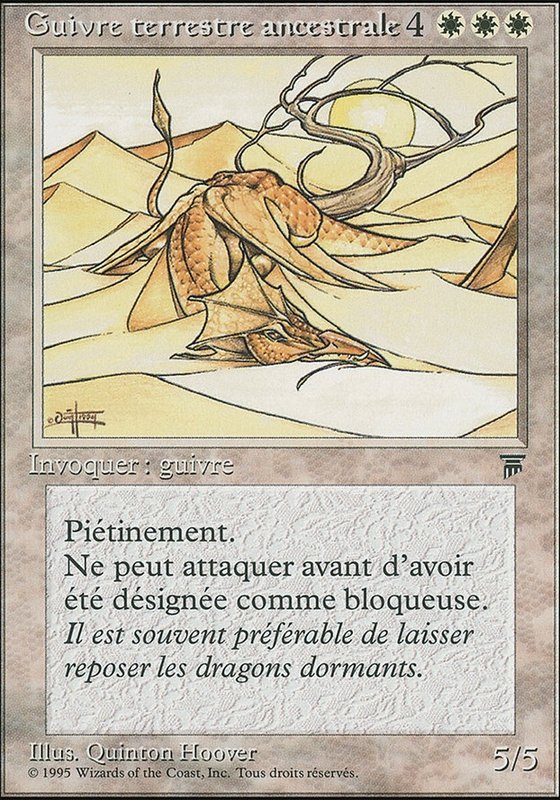 Guivre terrestre ancestrale 4
Invoquer : guivre
Piétinement.
Ne peut attaquer avant d'avoir
été désignée comme bloqueuse.
Il est souvent préférable de laisser
reposer les dragons dormants.
Illus. Quinton Hoover
5/5
© 1995 Wizards of the Coast, Inc. Tous droits réservés.